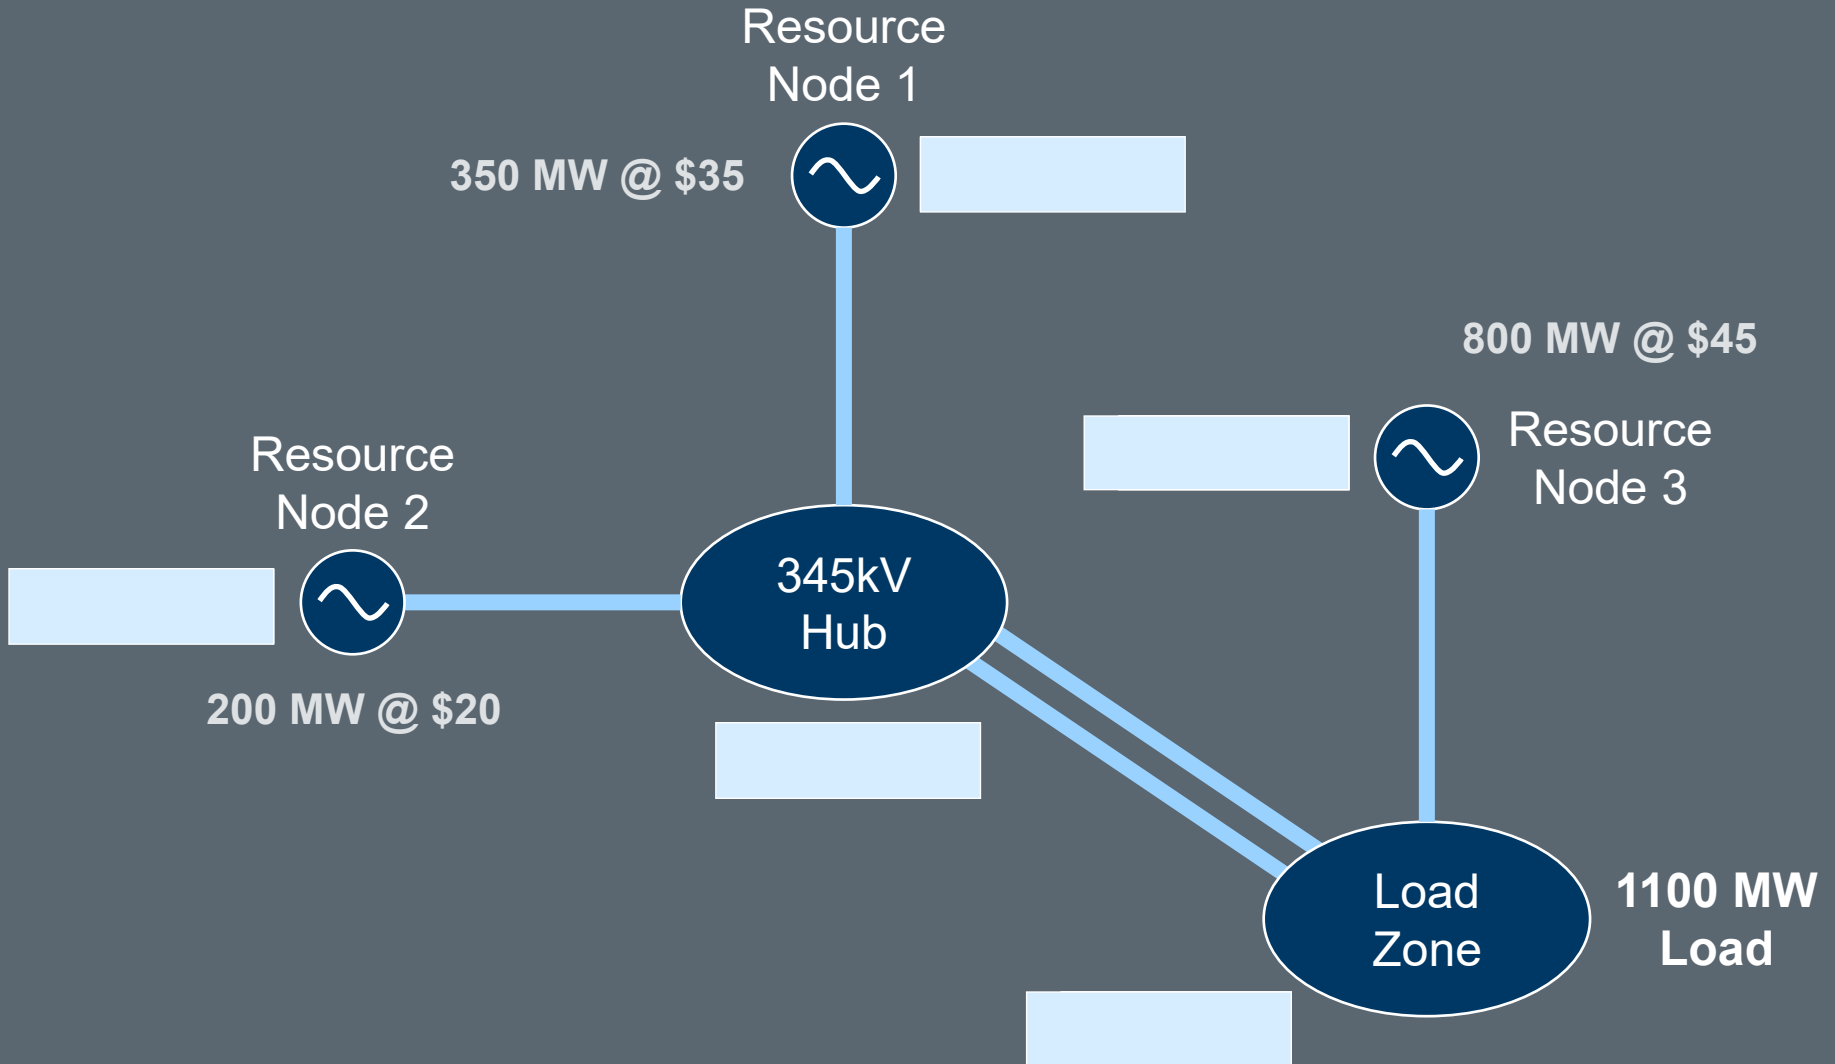 Resource
Node 1
350 MW @ $35
800 MW @ $45
Resource
Node 3
Resource
Node 2
200 MW @ $20
345kV
Hub
Load
Zone
1100 MW
Load